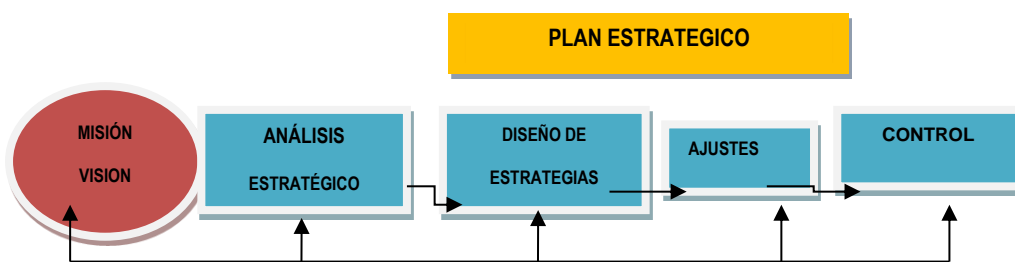 PLAN ESTRATEGICO
MISIÓN
VISION
ANÁLISIS
ESTRATÉGICO
DISEÑO DE
ESTRATEGIAS
AJUSTES
CONTROL